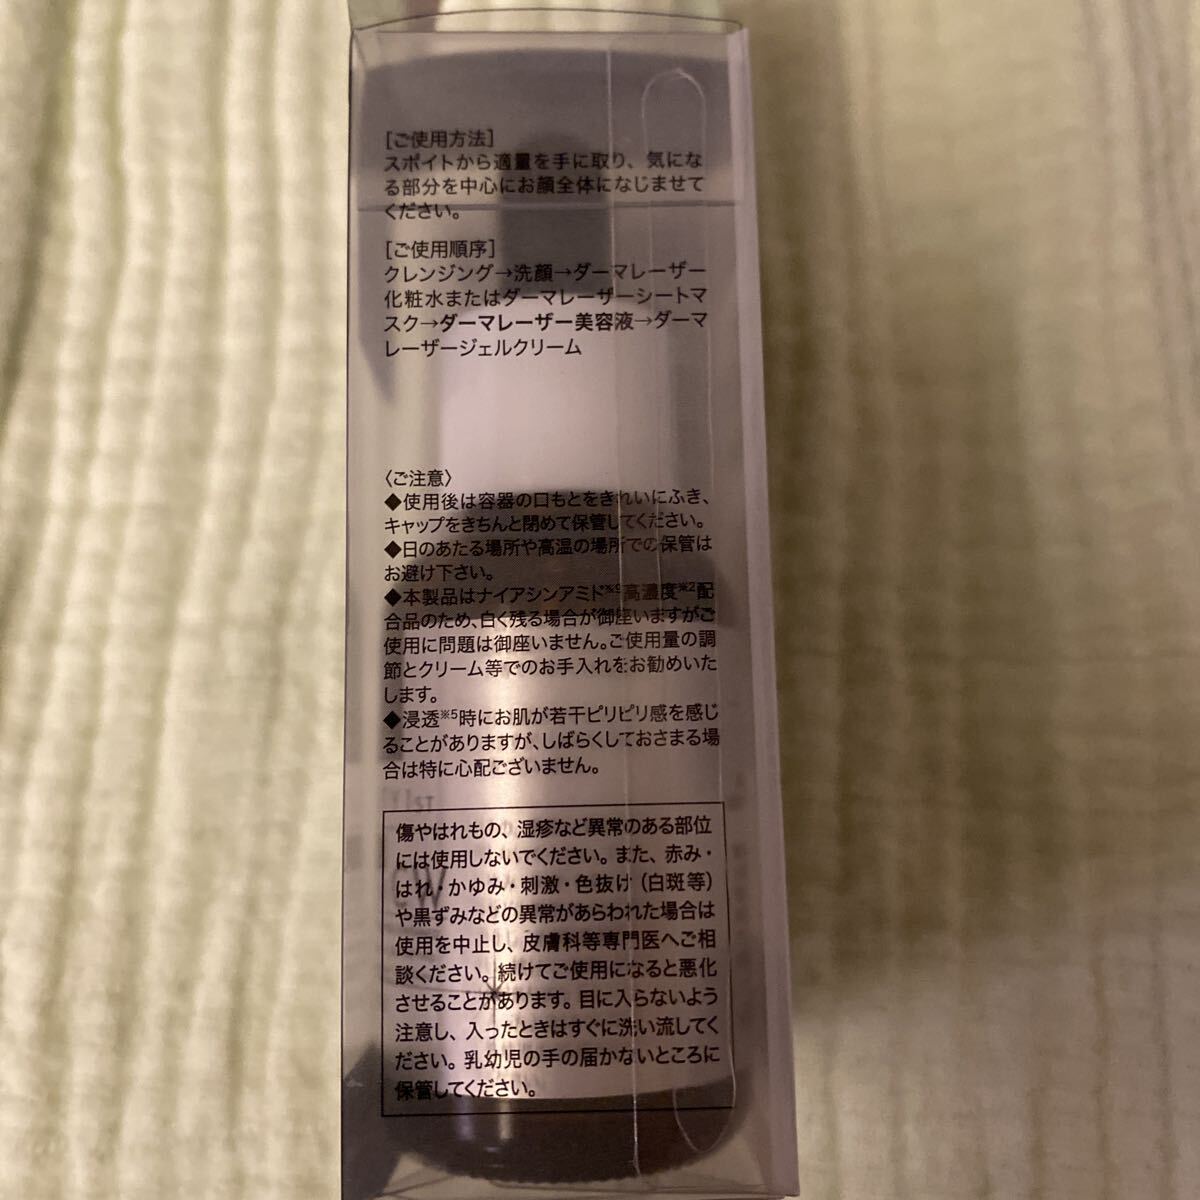 [ご使用方法]
スポイトから適量を手に取り、気にな
る部分を中心にお顔全体になじませて
ください。
[ご使用順序]
クレンジング→洗顔→ダーマレーザー
化粧水またはダーマレーザーシートマ
スク→ダーマレーザー美容液→ダーマ
レーザージェルクリーム
〈ご注意〉
◆使用後は容器の口もとをきれいにふき、
キャップをきちんと閉めて保管してください。
◆日のあたる場所や高温の場所での保管は
お避け下さい。
◆本製品はナイアシンアミド※9高濃度※2配
合品のため、白く残る場合が御座いますがご
使用に問題は御座いません。ご使用量の調
節とクリーム等でのお手入れをお勧めいた
します。
◆浸透※5時にお肌が若干ピリピリ感を感じ
ることがありますが、しばらくしておさまる場
合は特に心配ございません。
傷やはれもの、湿疹など異常のある部位
には使用しないでください。また、赤み・
はれ・かゆみ・刺激・色抜け(白斑等)
や黒ずみなどの異常があらわれた場合は
使用を中止し、皮膚科等専門医へご相
談ください。続けてご使用になると悪化
させることがあります。目に入らないよう
注意し、入ったときはすぐに洗い流してく
ださい。乳幼児の手の届かないところに
保管してください。